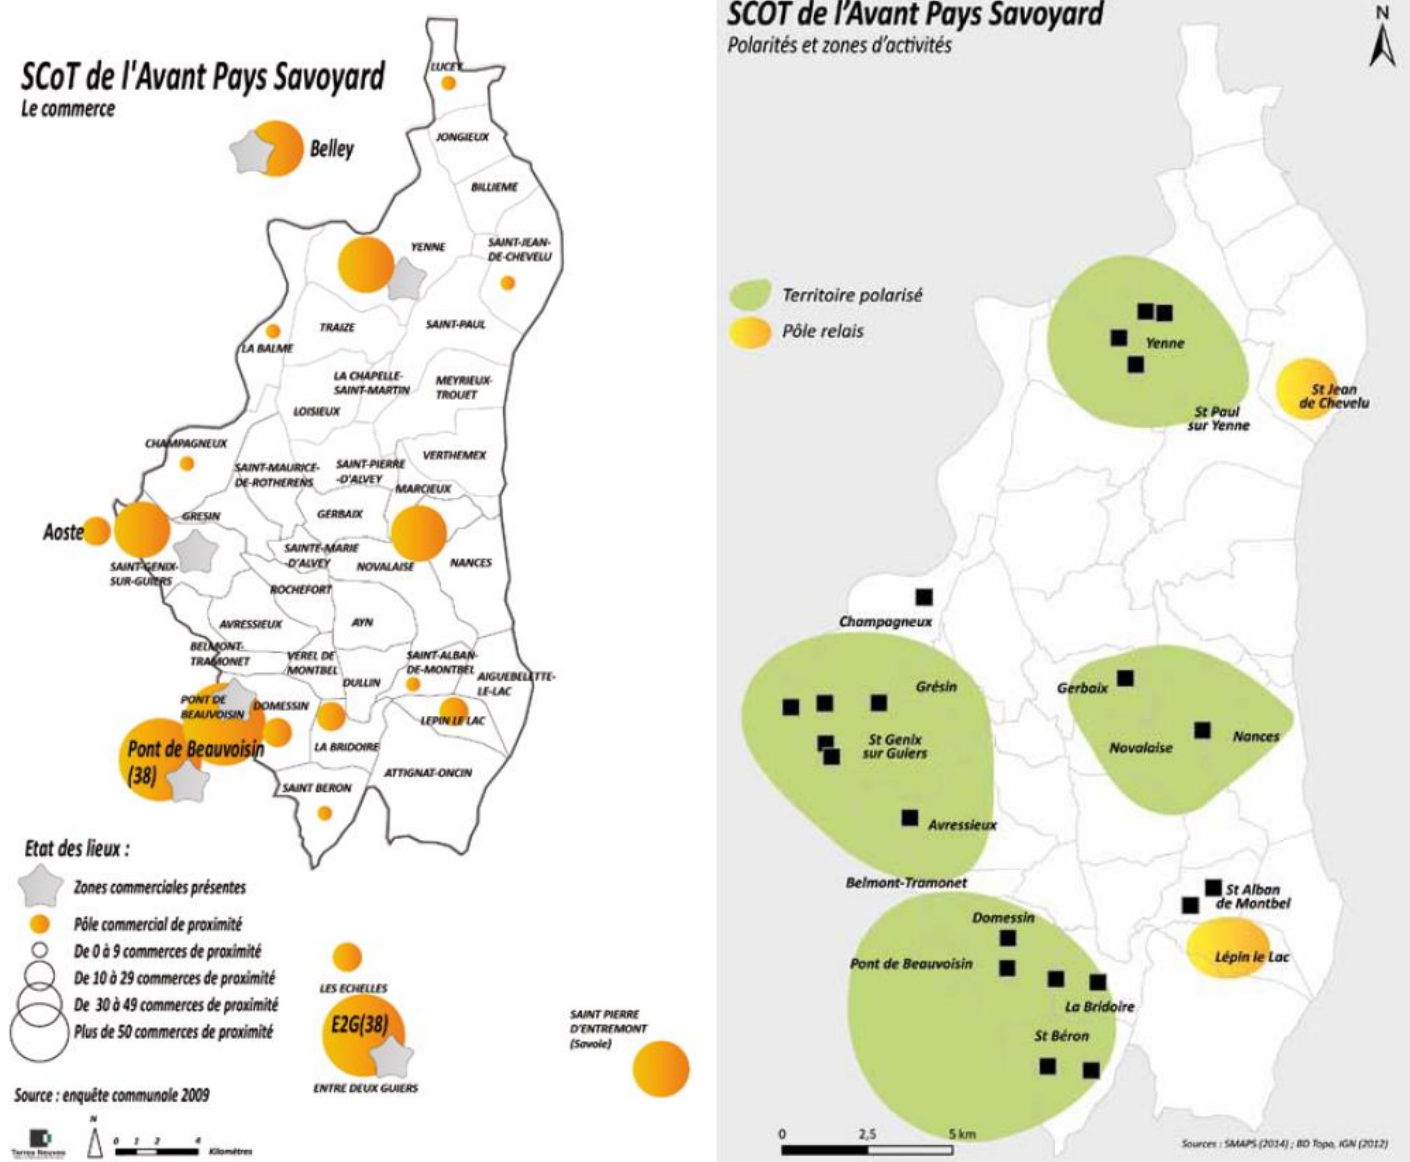 SCoT de l'Avant Pays Savoyard
Le commerce
LUCEY
JONGIEUX
Belley
BILLIEME
YENNE
SAINT-JEAN-
DE-CHEVELU
TRAIZE
SAINT-PAUL
LA BALME
LA CHAPELLE-
SAINT-MARTIN
MEYRIEUX-
TROUET
LOISIEUX
CHAMPAGNEUX
VERTHEMEX
SAINT-MAURICE-
DE-ROTHERENS
SAINT-PIERRE
-D'ALVEY
MARCIEUX
GRESIN
GERBAIX
Aoste
SAINTE-MARIE
-D'ALVEY
NOVALAISE
NANCES
SAINT-GENIX-
SUR-GUIERS
ROCHEFORT
AVRESSIEUX
AYN
BELMONT-
TRAMONET
VEREL DE
MONTBEL
SAINT-ALBAN-
DE-MONTBEL
DULLIN
AIGUEBELETTE-
LE-LAC
PONT DE
BEAUVOISIN
DOMESSIN
LEPIN LE LAC
Pont de Beauvoisin
(38)
LA BRIDOIRE
ATTIGNAT-ONCIN
SAINT BERON
Etat des lieux :
Zones commerciales présentes
Pôle commercial de proximité
De 0 à 9 commerces de proximité
De 10 à 29 commerces de proximité
De 30 à 49 commerces de proximité
Plus de 50 commerces de proximité
LES ECHELLES
E2G(38)
ENTRE DEUX GUIERS
SAINT PIERRE
D'ENTREMONT
(Savoie)
Source : enquête communale 2009
N
0 1 2 4
Kilomètres
Terres Neuves
SCOT de l'Avant Pays Savoyard
Polarités et zones d'activités
N
Territoire polarisé
Pôle relais
Yenne
St Jean
de Chevelu
St Paul
sur Yenne
Champagneux
Grésin
Gerbaix
St Genix
sur Guiers
Novalaise
Nances
Avressieux
Belmont-Tramonet
St Alban
de Montbel
Domessin
Pont de Beauvoisin
Lépin le Lac
La Bridoire
St Béron
0 2,5 5 km
Sources : SMAPS (2014) ; BD Topo, IGN (2012)